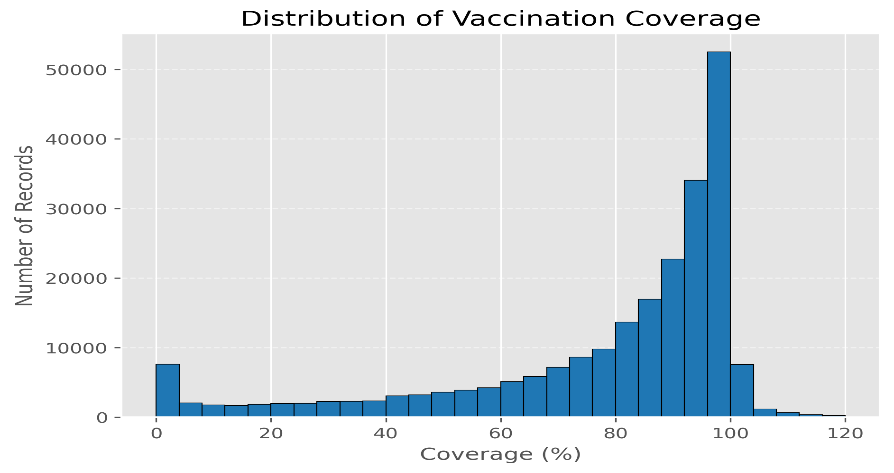 Distribution of Vaccination Coverage
50000
40000
30000
20000
10000
0
Number of Records
0 20 40 60 80 100 120
Coverage (%)